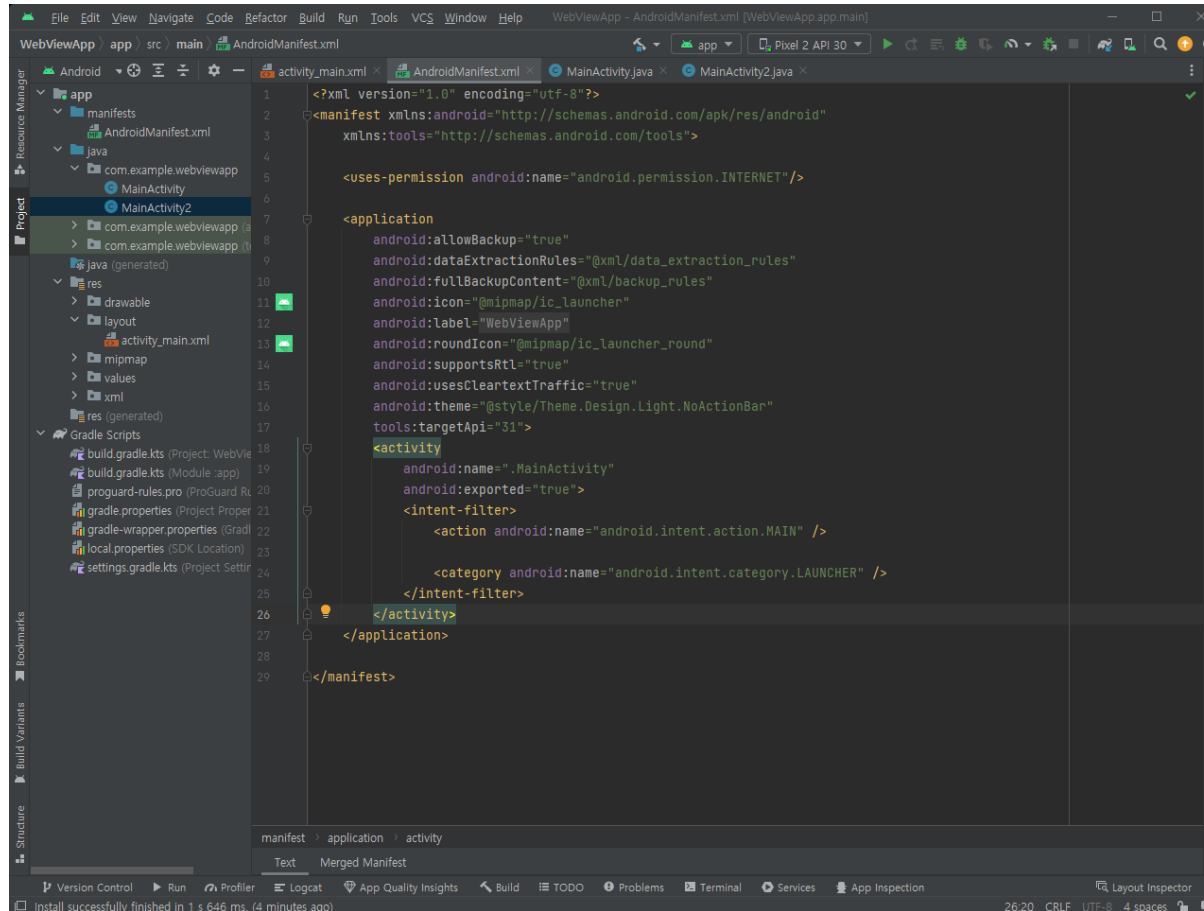 File Edit View Navigate Code Refactor Build Run Tools VCS Window Help WebViewApp - AndroidManifest.xml [WebViewApp.app.main]
WebViewApp app src main AndroidManifest.xml app Pixel 2 API 30
Android activity_main.xml AndroidManifest.xml MainActivity.java MainActivity2.java
Resource Manager
Project
Bookmarks
Build Variants
Structure
app
manifests
AndroidManifest.xml
java
com.example.webviewapp
MainActivity
MainActivity2
com.example.webviewapp (a
com.example.webviewapp (t
java (generated)
res
drawable
layout
activity_main.xml
mipmap
values
xml
res (generated)
Gradle Scripts
build.gradle.kts (Project: WebVie
build.gradle.kts (Module :app)
proguard-rules.pro (ProGuard Ru
gradle.properties (Project Proper
gradle-wrapper.properties (Gradl
local.properties (SDK Location)
settings.gradle.kts (Project Settin
1 <?xml version="1.0" encoding="utf-8"?>
2 <manifest xmlns:android="http://schemas.android.com/apk/res/android"
3 xmlns:tools="http://schemas.android.com/tools">
4
5 <uses-permission android:name="android.permission.INTERNET"/>
6
7 <application
8 android:allowBackup="true"
9 android:dataExtractionRules="@xml/data_extraction_rules"
10 android:fullBackupContent="@xml/backup_rules"
11 android:icon="@mipmap/ic_launcher"
12 android:label="WebViewApp"
13 android:roundIcon="@mipmap/ic_launcher_round"
14 android:supportsRtl="true"
15 android:usesCleartextTraffic="true"
16 android:theme="@style/Theme.Design.Light.NoActionBar"
17 tools:targetApi="31">
18 <activity
19 android:name=".MainActivity"
20 android:exported="true">
21 <intent-filter>
22 <action android:name="android.intent.action.MAIN" />
23
24 <category android:name="android.intent.category.LAUNCHER" />
25 </intent-filter>
26 </activity>
27 </application>
28
29 </manifest>
manifest application activity
Text Merged Manifest
Version Control Run Profiler Logcat App Quality Insights Build TODO Problems Terminal Services App Inspection Layout Inspector
Install successfully finished in 1 s 646 ms. (4 minutes ago) 26:20 CRLF UTF-8 4 spaces